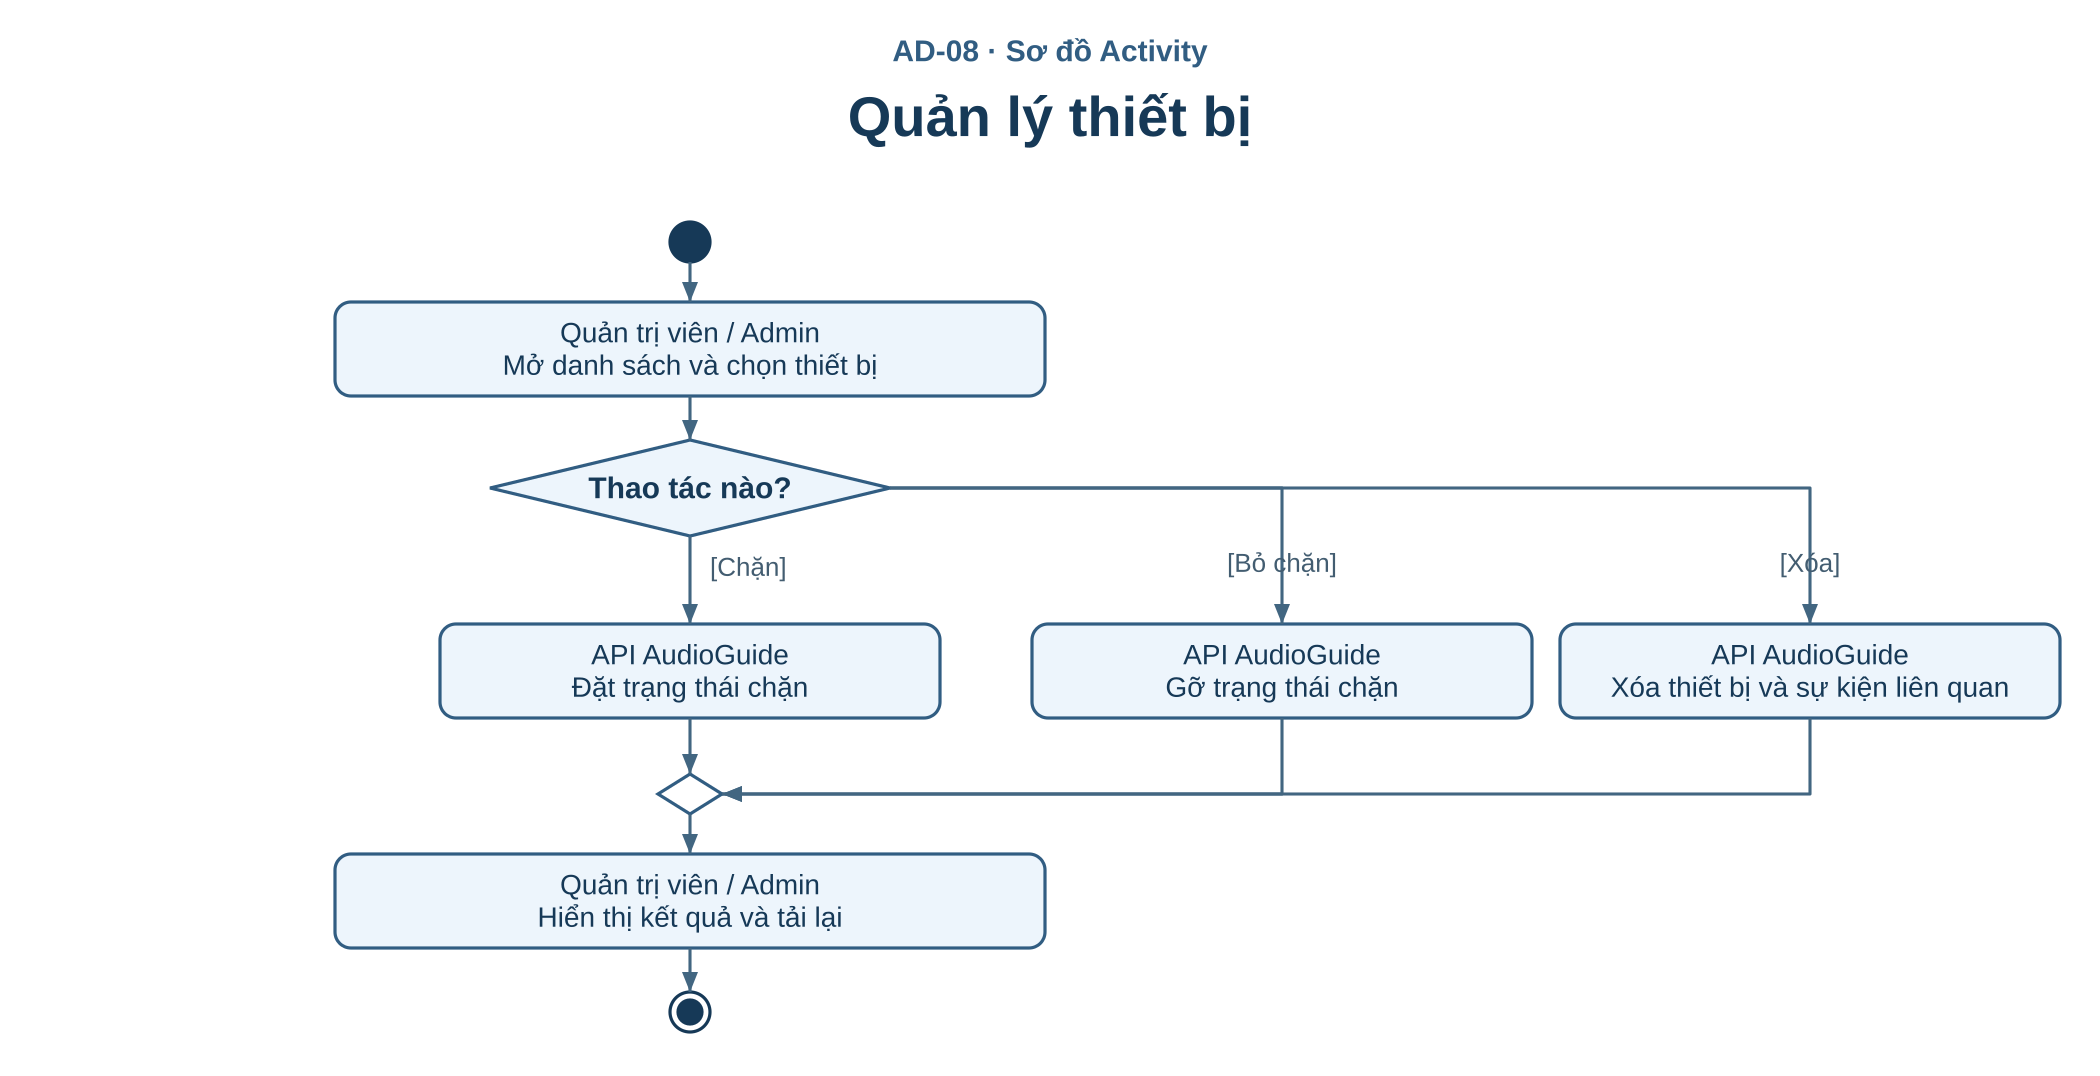 AD-08 · Sơ đồ Activity
Quản lý thiết bị
Quản trị viên / Admin
Mở danh sách và chọn thiết bị
Thao tác nào?
[Chặn]
[Bỏ chặn]
[Xóa]
API AudioGuide
Đặt trạng thái chặn
API AudioGuide
Gỡ trạng thái chặn
API AudioGuide
Xóa thiết bị và sự kiện liên quan
Quản trị viên / Admin
Hiển thị kết quả và tải lại